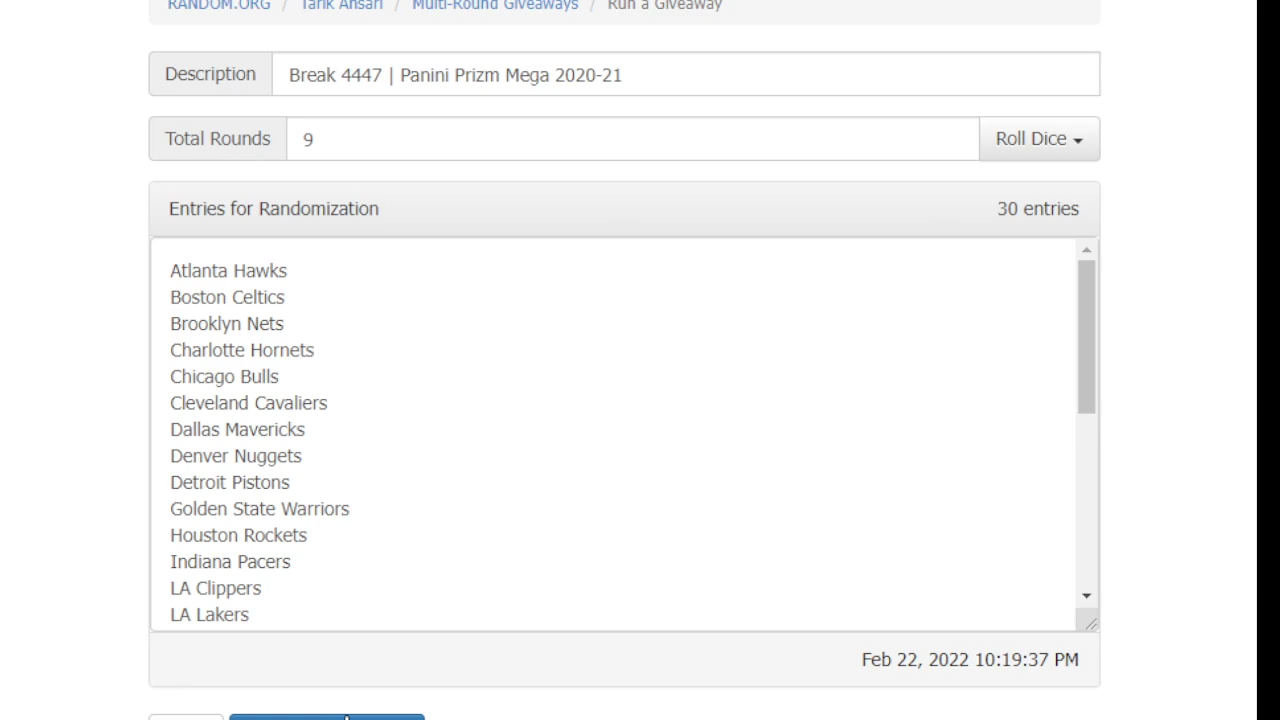 RANDOM.ORG / Tarik Ansari / Multi-Round Giveaways / Run a Giveaway
Description Break 4447 | Panini Prizm Mega 2020-21
Total Rounds 9 Roll Dice
Entries for Randomization 30 entries
Atlanta Hawks
Boston Celtics
Brooklyn Nets
Charlotte Hornets
Chicago Bulls
Cleveland Cavaliers
Dallas Mavericks
Denver Nuggets
Detroit Pistons
Golden State Warriors
Houston Rockets
Indiana Pacers
LA Clippers
LA Lakers
Feb 22, 2022 10:19:37 PM